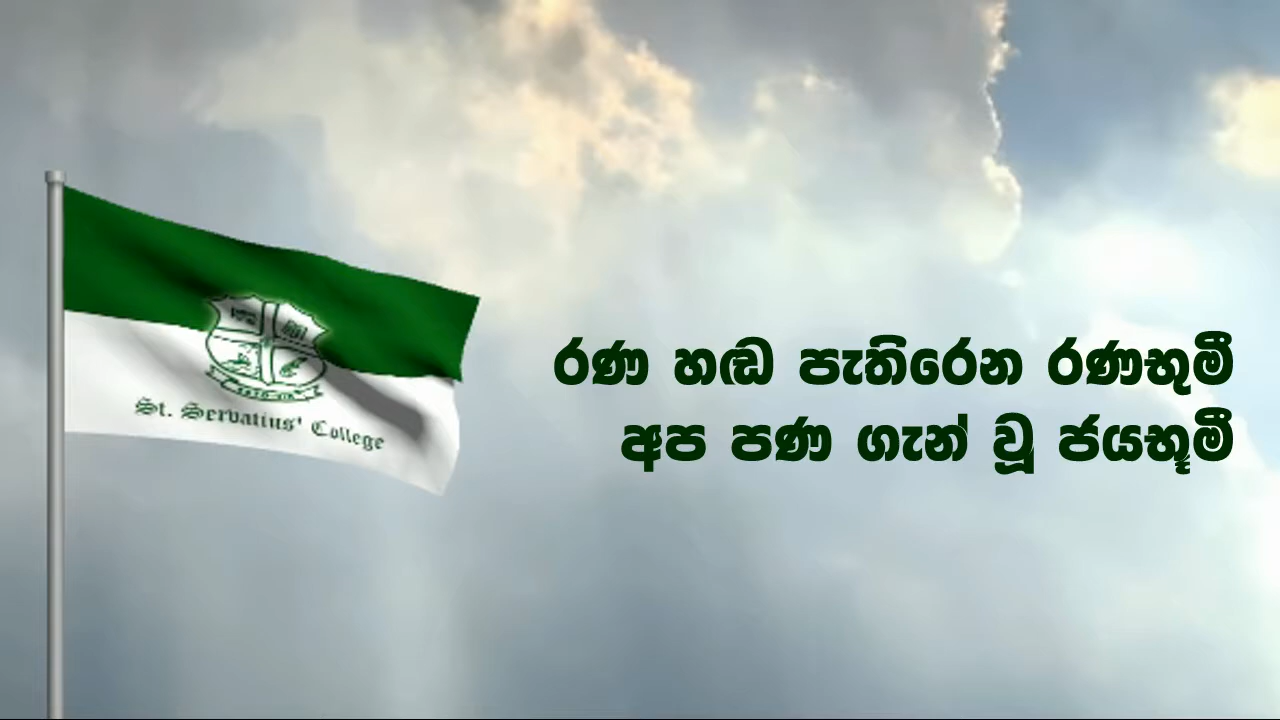 St. Servatius' College
රණ හඬ පැතිරෙන රණභූමී
අප පණ ගැන් වූ ජයභූමී